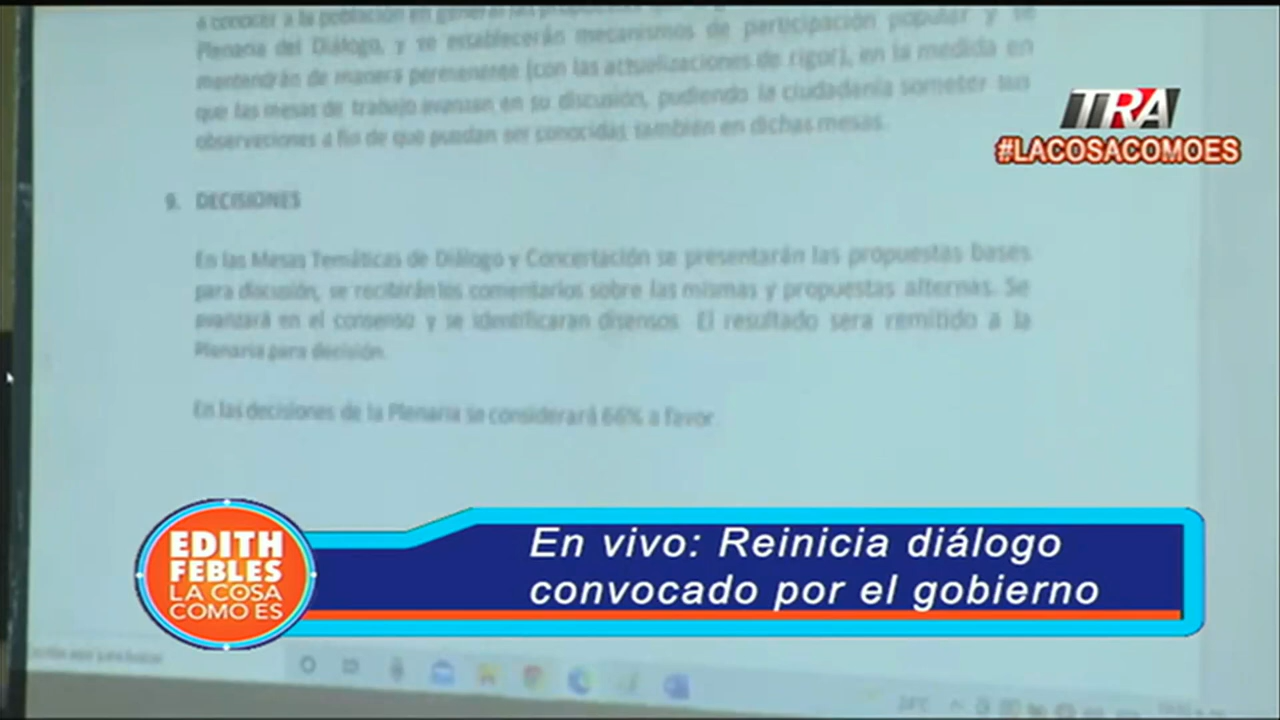 a conocer a la población en general las propuestas
Plenaria del Diálogo, y se establecerán mecanismos de participación popular y se
mantendrán de manera permanente (con las actualizaciones de rigor), en la medida en
que las mesas de trabajo avanzan en su discusión, pudiendo la ciudadanía someter sus
observaciones a fin de que puedan ser conocidas también en dichas mesas.
TRA
#LACOSACOMOES
9. DECISIONES
En las Mesas Temáticas de Diálogo y Concertación se presentarán las propuestas bases
para discusión, se recibirán los comentarios sobre las mismas y propuestas alternas. Se
avanzará en el consenso y se identificaran disensos. El resultado sera remitido a la
Plenaria para decisión.
En las decisiones de la Plenaria se considerará 66% a favor.
EDITH
FEBLES
LA COSA
COMO ES
En vivo: Reinicia diálogo
convocado por el gobierno